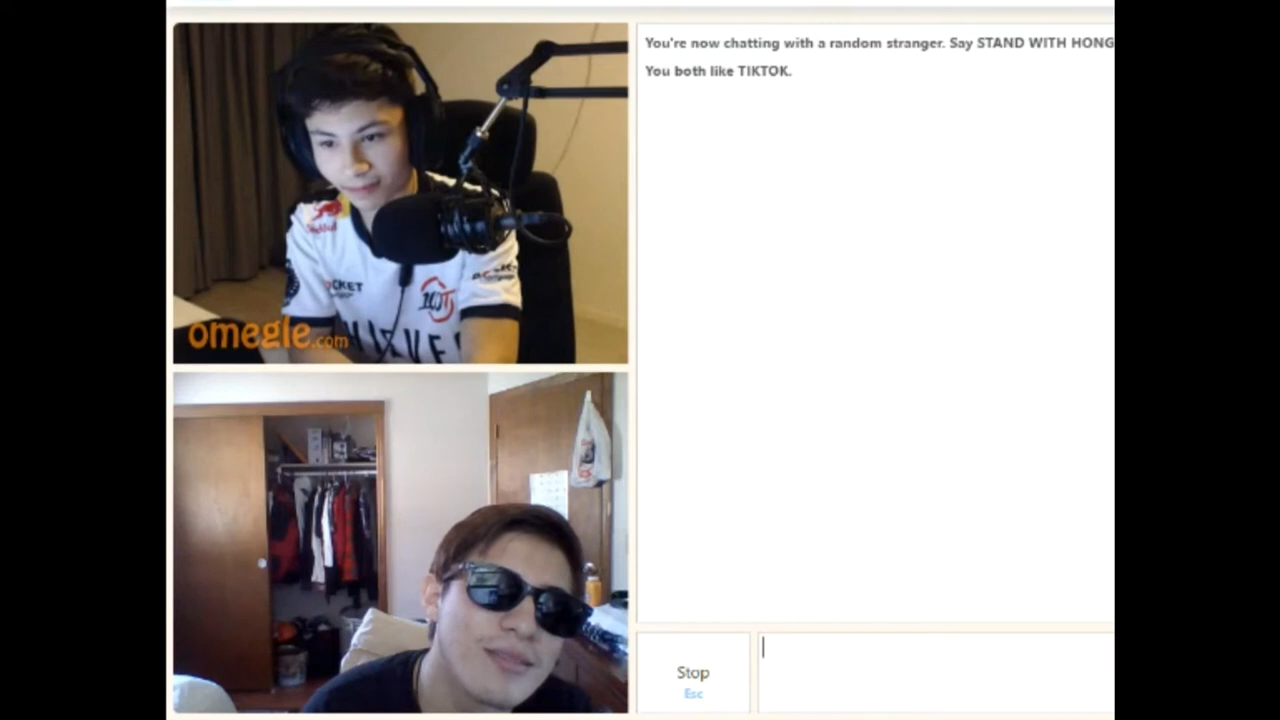 You're now chatting with a random stranger. Say STAND WITH HONG
You both like TIKTOK.
omegle.com
Stop
Esc